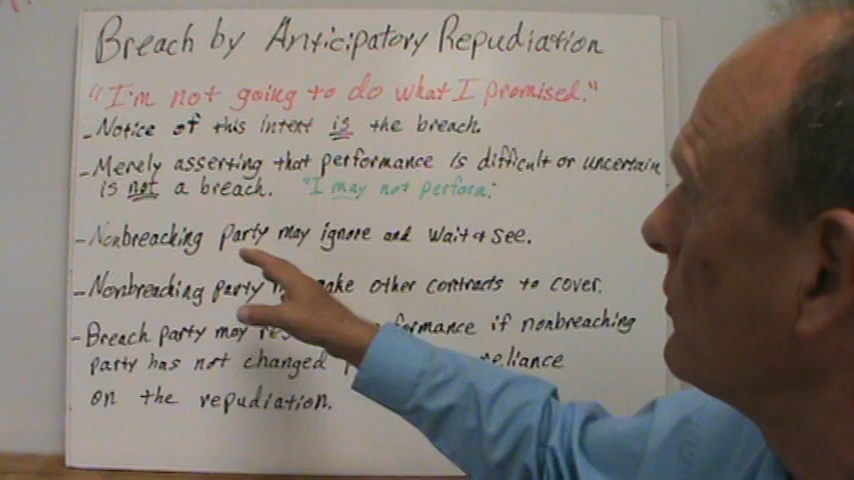 Breach by Anticipatory Repudiation
"I'm not going to do what I promised."
- Notice of this intent is the breach.
- Merely asserting that performance is difficult or uncertain
is not a breach. "I may not perform."
- Nonbreaching party may ignore and wait & see.
- Nonbreaching party make other contracts to cover.
- Breach party may if nonbreaching
party has not changed
on the repudiation.